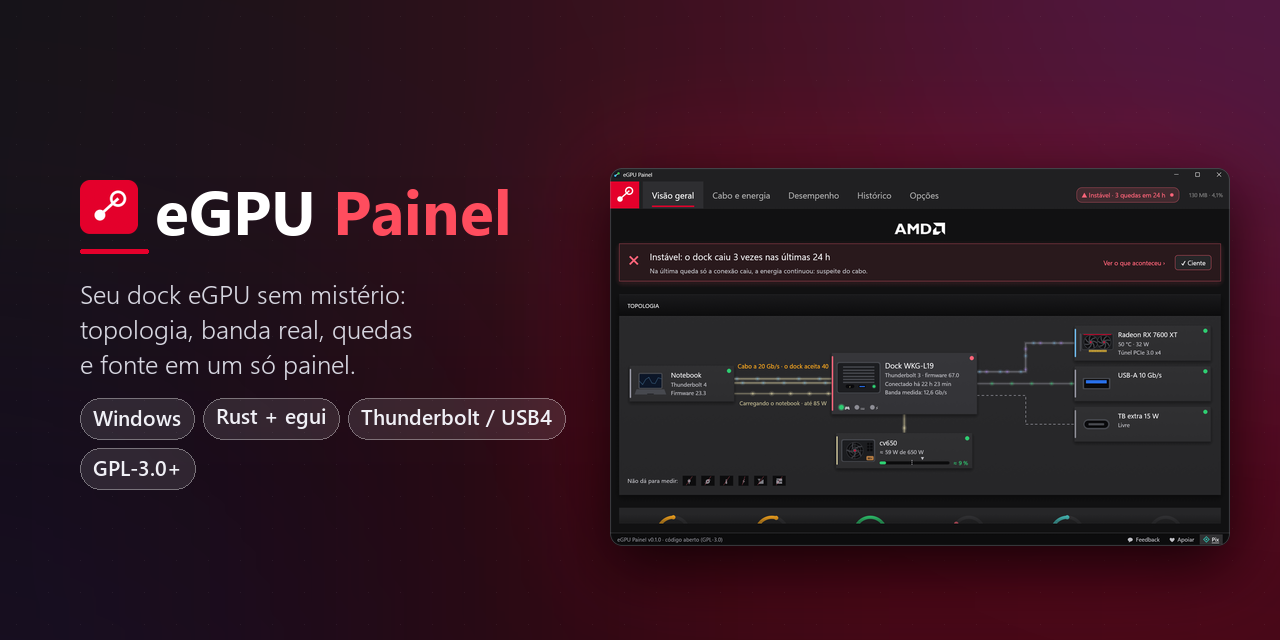 eGPU Painel
Seu dock eGPU sem mistério:
topologia, banda real, quedas
e fonte em um só painel.
Windows
Rust + egui
Thunderbolt / USB4
GPL-3.0+
eGPU Painel
Visão geral
Cabo e energia
Desempenho
Histórico
Opções
Instável · 3 quedas em 24 h
130 MB · 4,1%
AMD
Instável: o dock caiu 3 vezes nas últimas 24 h
Na última queda só a conexão caiu, a energia continuou: suspeite do cabo.
Ver o que aconteceu ›
✓ Ciente
TOPOLOGIA
Notebook
Thunderbolt 4
Firmware 23.3
Cabo a 20 Gb/s · o dock aceita 40
Carregando o notebook · até 85 W
Dock WKG-L19
Thunderbolt 3 · firmware 67.0
Conectado há 22 h 23 min
Banda medida: 12,6 Gb/s
Radeon RX 7600 XT
50 °C · 32 W
Túnel PCIe 3.0 x4
USB-A 10 Gb/s
TB extra 15 W
Livre
cv650
≈ 59 W de 650 W
≈ 9 %
Não dá para medir:
eGPU Painel v0.1.0 · código aberto (GPL-3.0)
Feedback
Apoiar
Pix